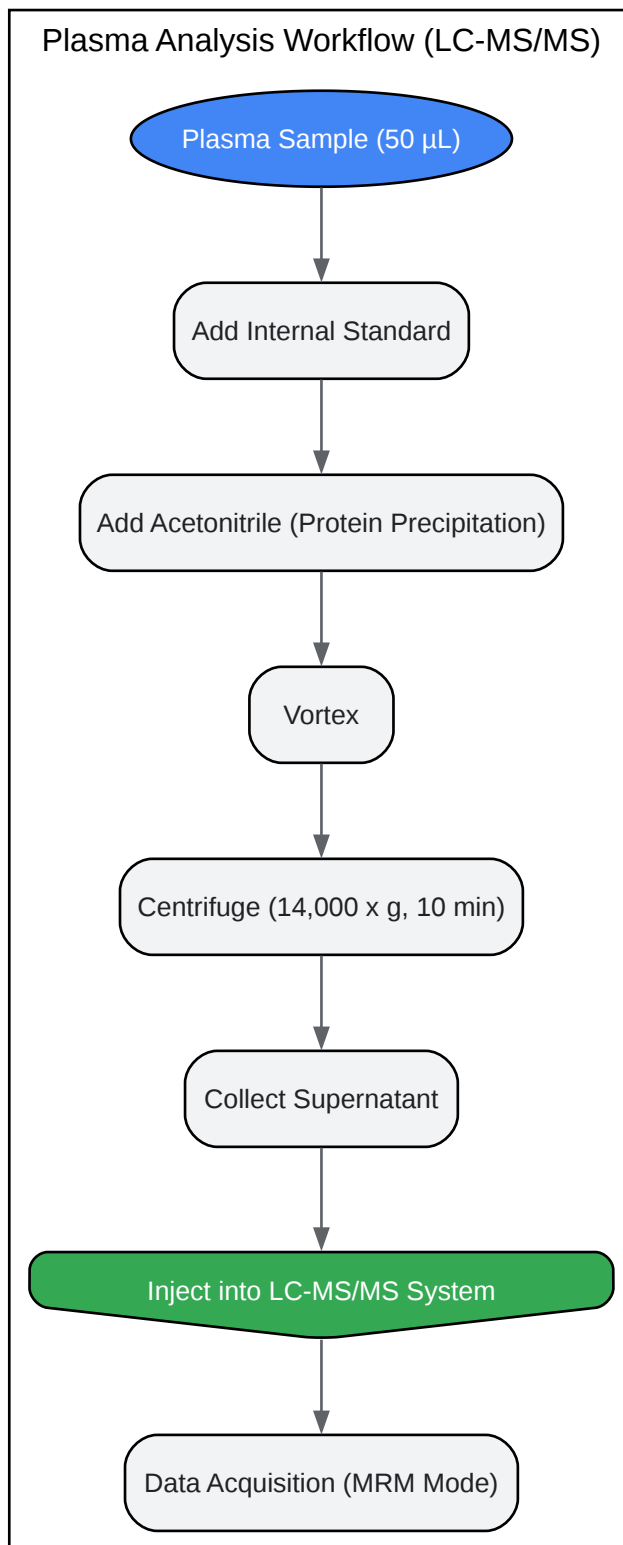 Plasma Analysis Workflow (LC-MS/MS)
Plasma Sample (50 µL)
Add Internal Standard
Add Acetonitrile (Protein Precipitation)
Vortex
Centrifuge (14,000 x g, 10 min)
Collect Supernatant
Inject into LC-MS/MS System
Data Acquisition (MRM Mode)